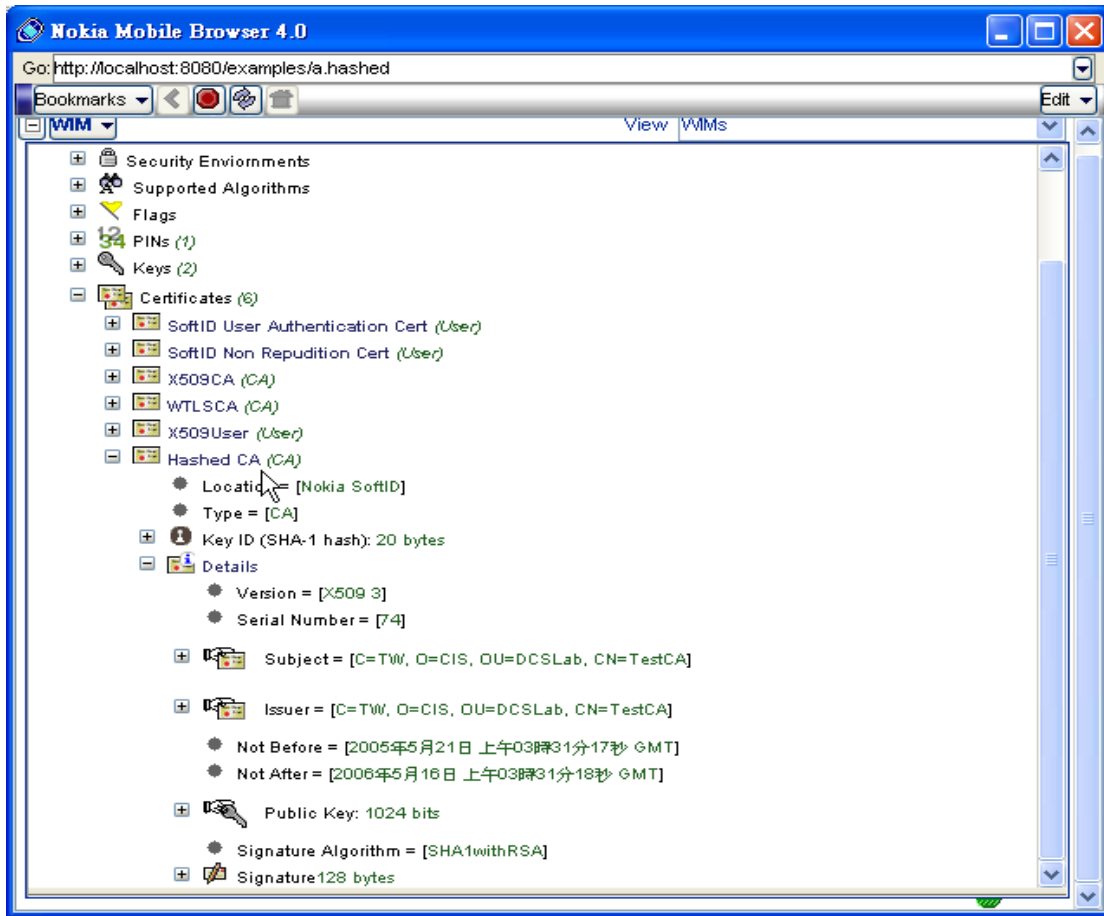 Nokia Mobile Browser 4.0
Go: http://localhost:8080/examples/a.hashed
Bookmarks Edit
WIM View WIMs
Security Enviornments
Supported Algorithms
Flags
1234 PINs (1)
Keys (2)
Certificates (6)
SoftID User Authentication Cert (User)
SoftID Non Repudition Cert (User)
X509CA (CA)
WTLSCA (CA)
X509User (User)
Hashed CA (CA)
Location = [Nokia SoftID]
Type = [CA]
Key ID (SHA-1 hash): 20 bytes
Details
Version = [X509 3]
Serial Number = [74]
Subject = [C=TW, O=CIS, OU=DCSLab, CN=TestCA]
Issuer = [C=TW, O=CIS, OU=DCSLab, CN=TestCA]
Not Before = [2005年5月21日 上午03時31分17秒 GMT]
Not After = [2006年5月16日 上午03時31分18秒 GMT]
Public Key: 1024 bits
Signature Algorithm = [SHA1withRSA]
Signature128 bytes